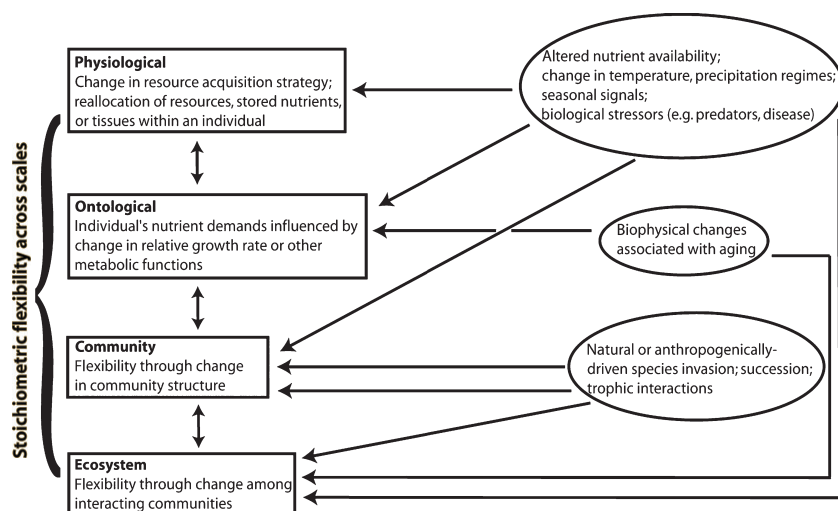 Stoichiometric flexibility across scales
Physiological
Change in resource acquisition strategy;
reallocation of resources, stored nutrients,
or tissues within an individual
Ontological
Individual's nutrient demands influenced by
change in relative growth rate or other
metabolic functions
Community
Flexibility through change
in community structure
Ecosystem
Flexibility through change among
interacting communities
Altered nutrient availability;
change in temperature, precipitation regimes;
seasonal signals;
biological stressors (e.g. predators, disease)
Biophysical changes
associated with aging
Natural or anthropogenically-
driven species invasion; succession;
trophic interactions